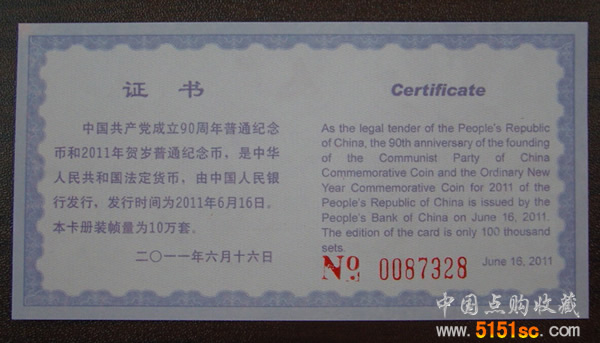 证 书
中国共产党成立90周年普通纪念
币和2011年贺岁普通纪念币，是中华
人民共和国法定货币，由中国人民银
行发行，发行时间为2011年6月16日。
本卡册装帧量为10万套。
二〇一一年六月十六日
Certificate
As the legal tender of the People's Republic
of China, the 90th anniversary of the founding
of the Communist Party of China
Commemorative Coin and the Ordinary New
Year Commemorative Coin for 2011 of the
People's Republic of China is issued by the
People's Bank of China on June 16, 2011.
The edition of the card is only 100 thousand
sets.
No 0087328
June 16, 2011
中国点购收藏
www.5151sc.com